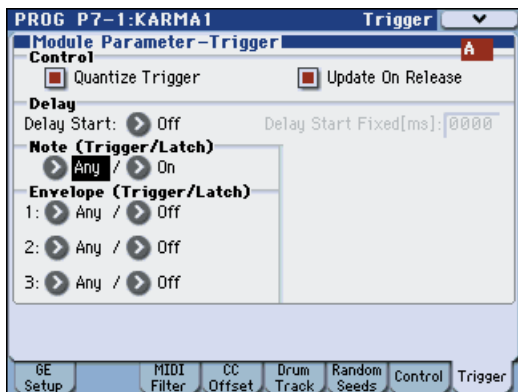 PROG P7-1:KARMA1 Trigger
Module Parameter-Trigger A
Control
Quantize Trigger Update On Release
Delay
Delay Start: Off Delay Start Fixed[ms]: 0000
Note (Trigger/Latch)
Any / On
Envelope (Trigger/Latch)
1: Any / Off
2: Any / Off
3: Any / Off
GE Setup MIDI Filter CC Offset Drum Track Random Seeds Control Trigger